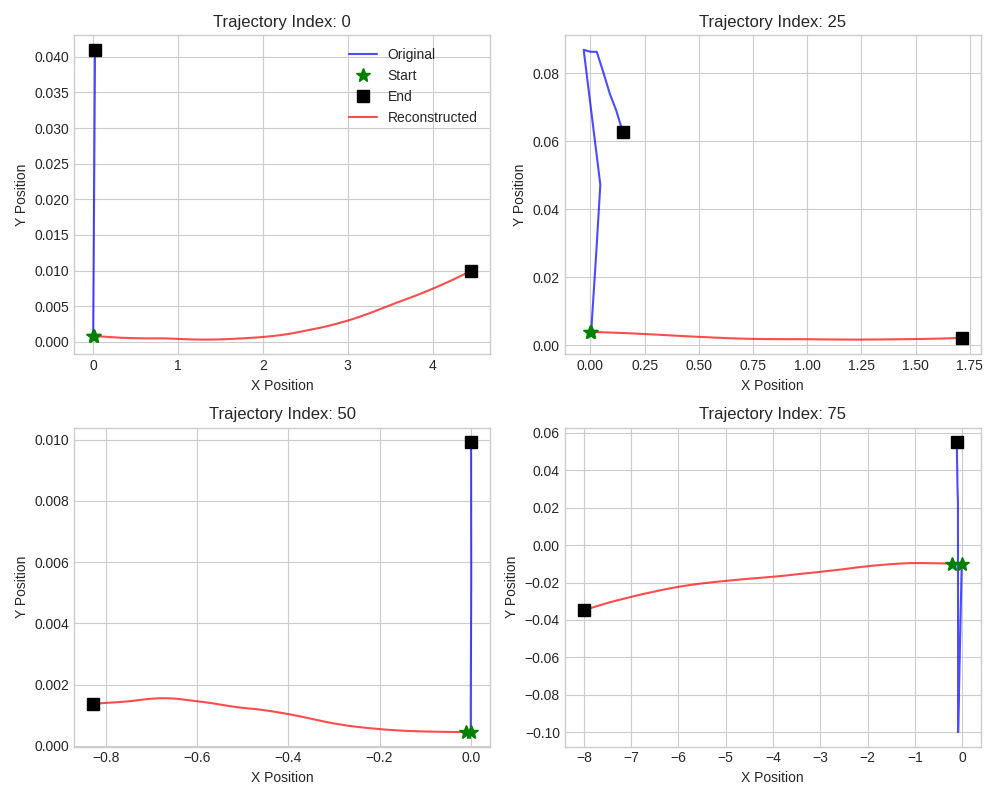 Trajectory Index: 0
0.040
0.035
0.030
0.025
0.020
0.015
0.010
0.005
0.000
Y Position
0 1 2 3 4
X Position
Original
Start
End
Reconstructed
Trajectory Index: 25
0.08
0.06
0.04
0.02
0.00
Y Position
0.00 0.25 0.50 0.75 1.00 1.25 1.50 1.75
X Position
Trajectory Index: 50
0.010
0.008
0.006
0.004
0.002
0.000
Y Position
−0.8 −0.6 −0.4 −0.2 0.0
X Position
Trajectory Index: 75
0.06
0.04
0.02
0.00
−0.02
−0.04
−0.06
−0.08
−0.10
Y Position
−8 −7 −6 −5 −4 −3 −2 −1 0
X Position